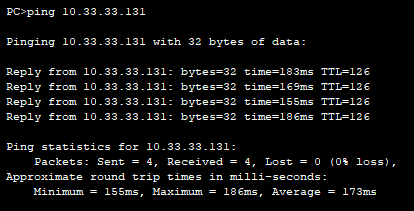 PC>ping 10.33.33.131
Pinging 10.33.33.131 with 32 bytes of data:
Reply from 10.33.33.131: bytes=32 time=183ms TTL=126
Reply from 10.33.33.131: bytes=32 time=169ms TTL=126
Reply from 10.33.33.131: bytes=32 time=155ms TTL=126
Reply from 10.33.33.131: bytes=32 time=186ms TTL=126
Ping statistics for 10.33.33.131:
    Packets: Sent = 4, Received = 4, Lost = 0 (0% loss),
Approximate round trip times in milli-seconds:
    Minimum = 155ms, Maximum = 186ms, Average = 173ms